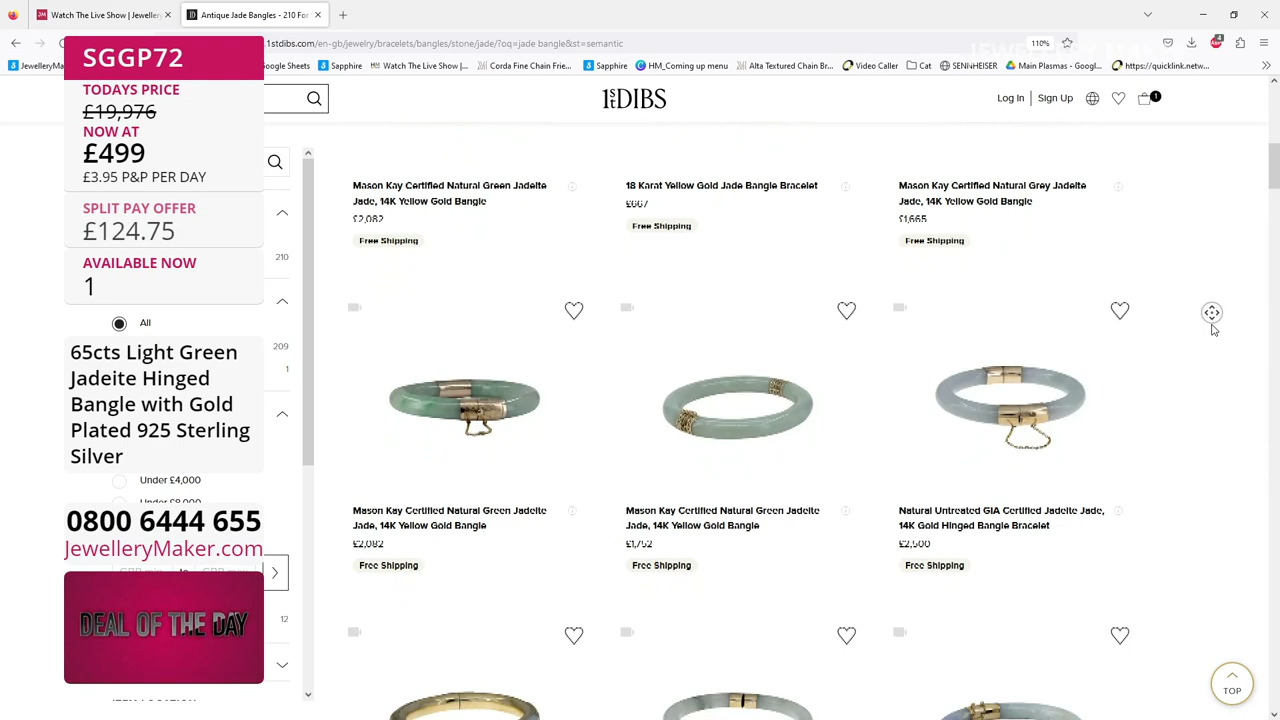 Watch The Live Show | Jeweller
Antique Jade Bangles - 210 For
1stdibs.com/en-gb/jewelry/bracelets/bangles/stone/jade/?q=jade bangle&st=semantic
110%
JewelleryMa
Google Sheets
Sapphire
Watch The Live Show |...
Corda Fine Chain Frie...
Sapphire
HM_Coming up menu
Alta Textured Chain Br...
Video Caller
Cat
SENNHEISER
Main Plasmas - Googl...
https://quicklink.netw...
SGGP72
TODAYS PRICE
£19,976
NOW AT
£499
£3.95 P&P PER DAY
SPLIT PAY OFFER
£124.75
AVAILABLE NOW
1
All
65cts Light Green
Jadeite Hinged
Bangle with Gold
Plated 925 Sterling
Silver
Under £4,000
Under £8,000
0800 6444 655
JewelleryMaker.com
DEAL OF THE DAY
210
209
1
12
1STDIBS
Log In
Sign Up
1
Mason Kay Certified Natural Green Jadeite
Jade, 14K Yellow Gold Bangle
£2,082
Free Shipping
18 Karat Yellow Gold Jade Bangle Bracelet
£667
Free Shipping
Mason Kay Certified Natural Grey Jadeite
Jade, 14K Yellow Gold Bangle
£1,665
Free Shipping
Mason Kay Certified Natural Green Jadeite
Jade, 14K Yellow Gold Bangle
£2,082
Free Shipping
Mason Kay Certified Natural Green Jadeite
Jade, 14K Yellow Gold Bangle
£1,752
Free Shipping
Natural Untreated GIA Certified Jadeite Jade,
14K Gold Hinged Bangle Bracelet
£2,500
Free Shipping
TOP